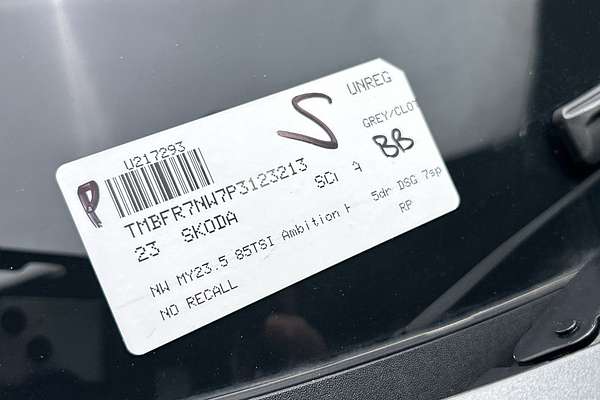 U217293
UNREG
S
GREY/CLOT
P
TMBFR7NW7P3123213
BB
23 SKODA
A
NW MY23.5 85TSI Ambition
5dr DSG 7sp
NO RECALL
RP